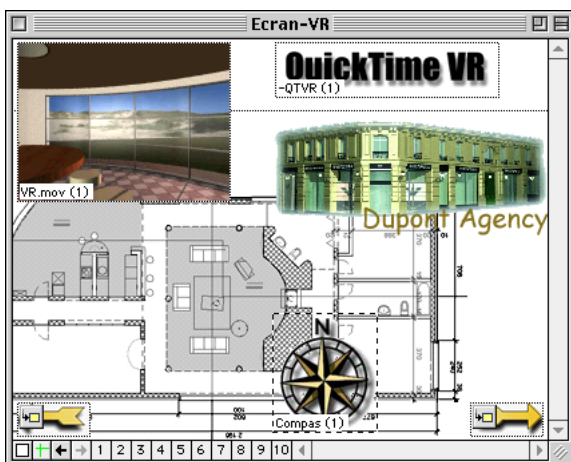 Ecran-VR
QuickTime VR
-QTVR (1)
VR.mov (1)
Dupont Agency
N
Compas (1)
1 2 3 4 5 6 7 8 9 10